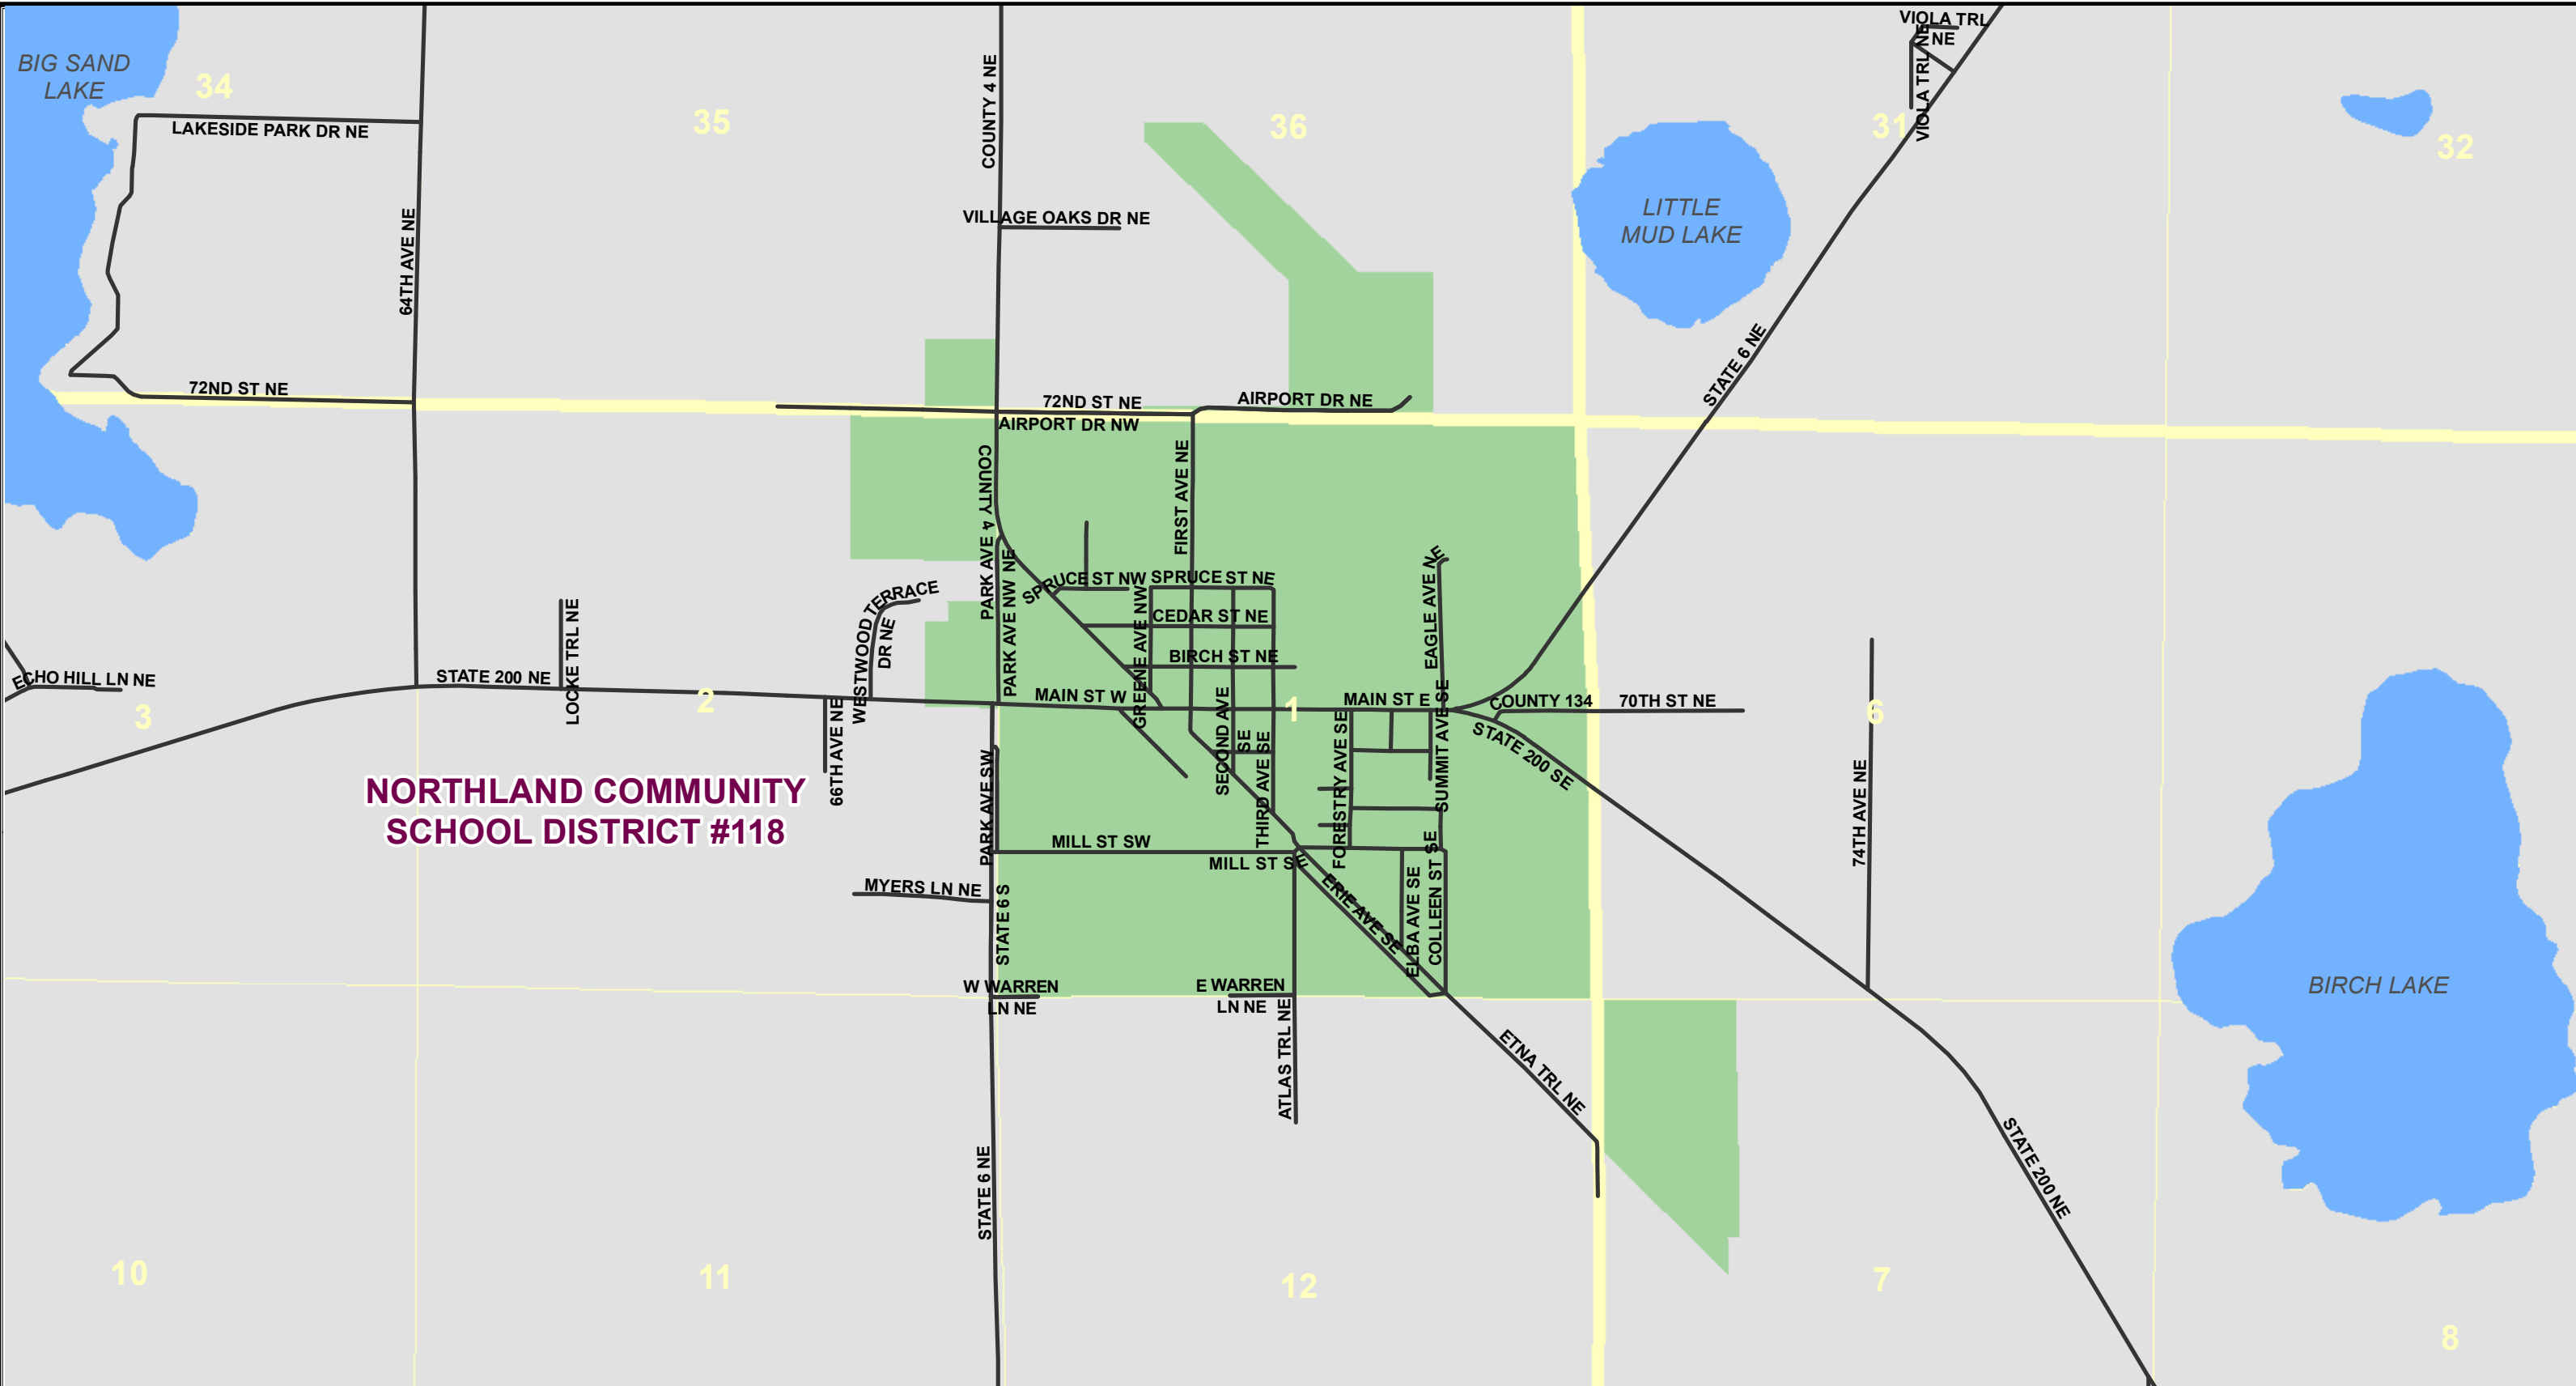 VIOLA TRL
NE
VIOLA TRL NE
BIG SAND
LAKE
34
35
36
31
32
COUNTY 4 NE
LAKESIDE PARK DR NE
VILLAGE OAKS DR NE
LITTLE
MUD LAKE
64TH AVE NE
STATE 6 NE
72ND ST NE
72ND ST NE
AIRPORT DR NE
AIRPORT DR NW
COUNTY 4
FIRST AVE NE
PARK AVE
NE
PARK AVE NW
SPRUCE ST NW
SPRUCE ST NE
EAGLE AVE NE
WESTWOOD TERRACE
DR NE
LOCKE TRL NE
GREENE AVE NW
CEDAR ST NE
BIRCH ST NE
ECHO HILL LN NE
STATE 200 NE
MAIN ST W
MAIN ST E
COUNTY 134
70TH ST NE
3
2
1
6
66TH AVE NE
SECOND AVE
SE
THIRD AVE SE
FORESTRY AVE SE
SUMMIT AVE SE
STATE 200 SE
74TH AVE NE
NORTHLAND COMMUNITY
SCHOOL DISTRICT #118
PARK AVE SW
MILL ST SW
MILL ST SE
MYERS LN NE
STATE 6 S
ERIE AVE SE
ELBA AVE SE
COLLEEN ST SE
W WARREN
LN NE
E WARREN
LN NE
BIRCH LAKE
ATLAS TRL NE
ETNA TRL NE
STATE 6 NE
STATE 200 NE
10
11
12
7
8